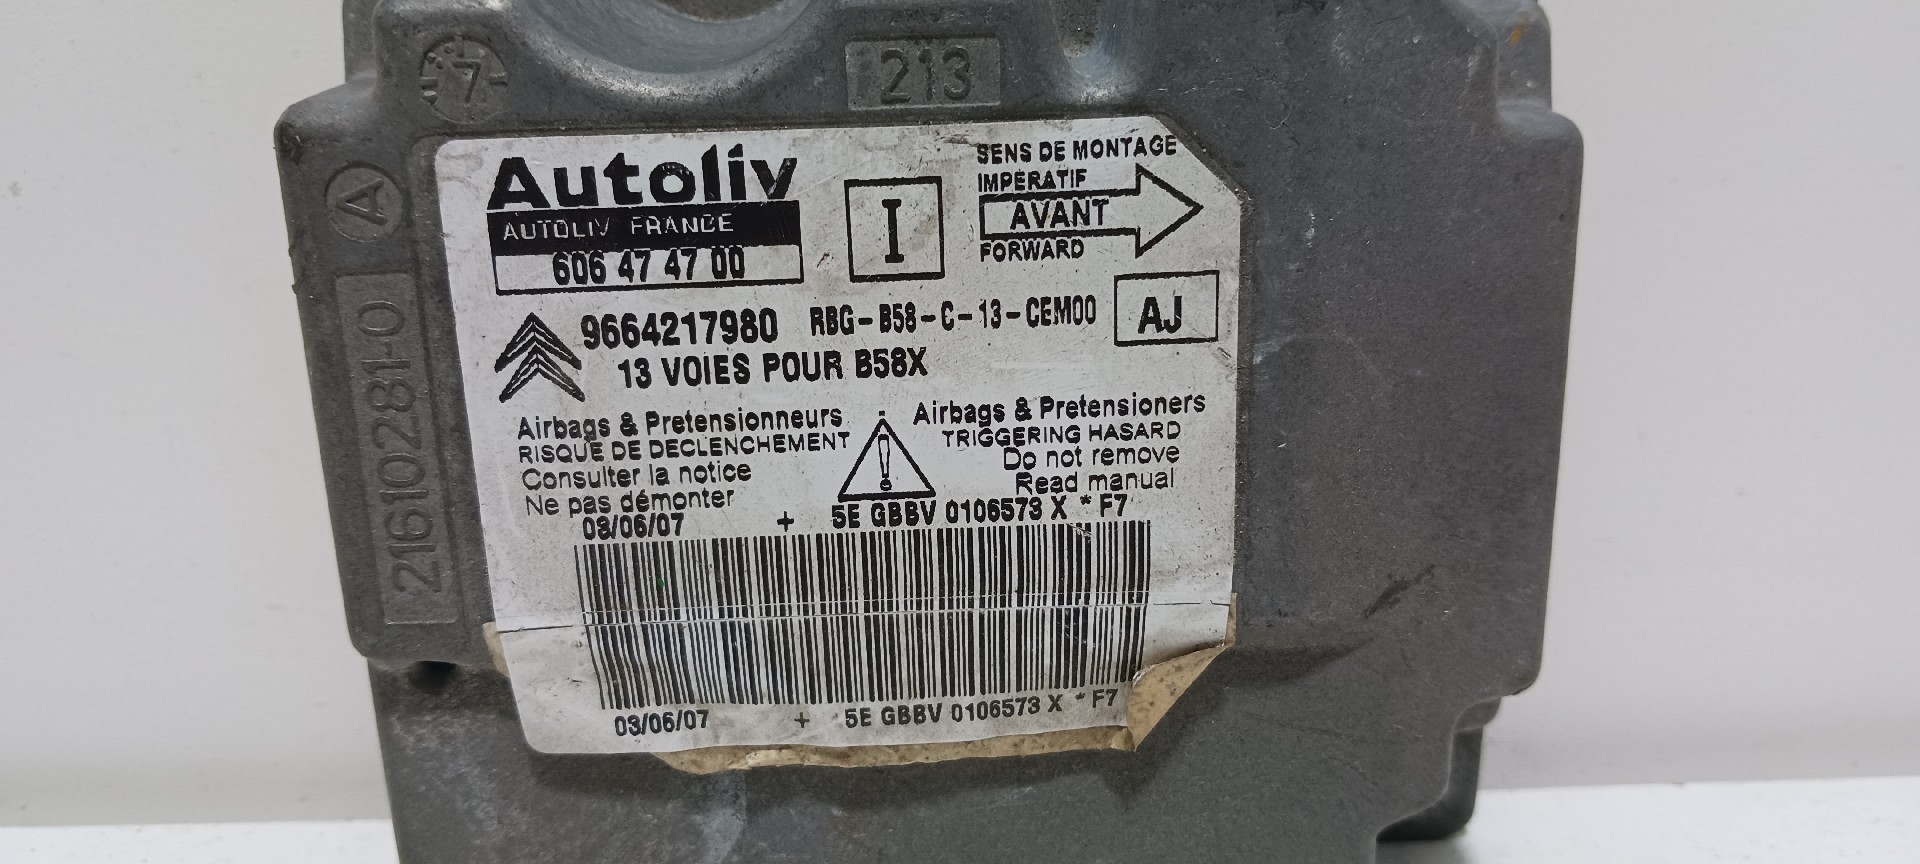 7
213
A
21610281-0
Autoliv
AUTOLIV FRANCE
606 47 47 00
I
SENS DE MONTAGE
IMPERATIF
AVANT
FORWARD
9664217980 RBG-B58-C-13-CEM00
AJ
13 VOIES POUR B58X
Airbags & Pretensionneurs
RISQUE DE DECLENCHEMENT
Consulter la notice
Ne pas démonter
!
Airbags & Pretensioners
TRIGGERING HASARD
Do not remove
Read manual
03/06/07 + 5E GBBV 0106573 X * F7
03/06/07 + 5E GBBV 0106573 X * F7